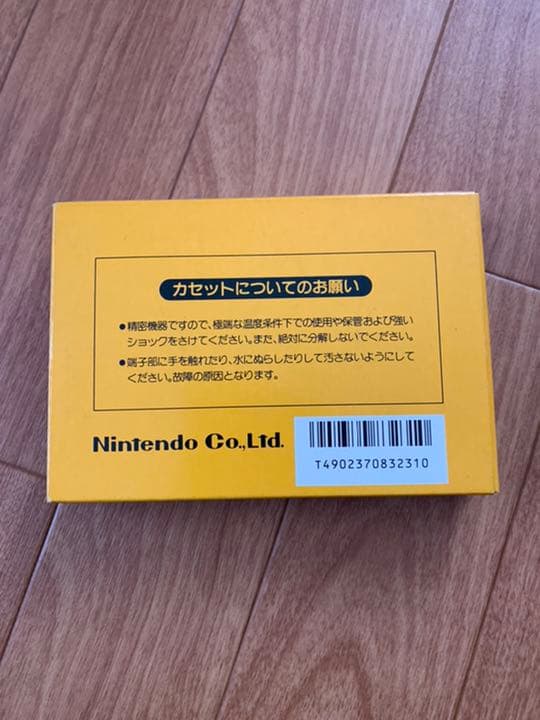 カセットについてのお願い
●精密機器ですので、極端な温度条件下での使用や保管および強い
ショックをさけてください。また、絶対に分解しないでください。
●端子部に手を触れたり、水にぬらしたりして汚さないようにして
ください。故障の原因となります。
Nintendo Co.,Ltd.
T4902370832310